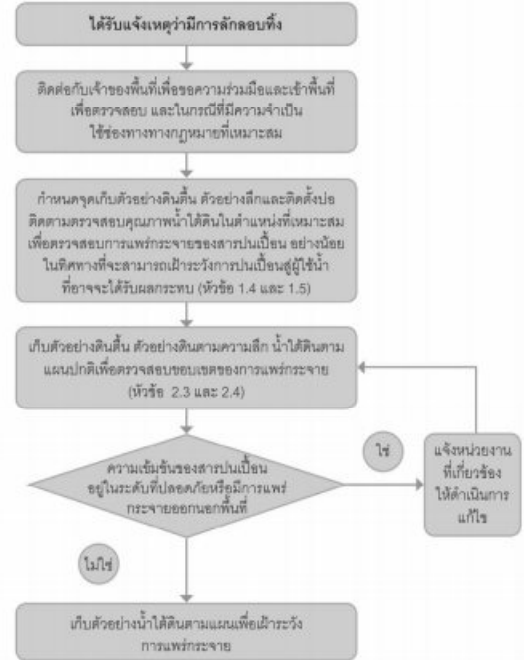 ได้รับแจ้งเหตุว่ามีการลักลอบทิ้ง
ติดต่อกับเจ้าของพื้นที่เพื่อขอความร่วมมือและเข้าพื้นที่
เพื่อตรวจสอบ และในกรณีที่มีความจำเป็น
ใช้ช่องทางทางกฎหมายที่เหมาะสม
กำหนดจุดเก็บตัวอย่างดินตื้น ตัวอย่างลึกและติดตั้งบ่อ
ติดตามตรวจสอบคุณภาพน้ำใต้ดินในตำแหน่งที่เหมาะสม
เพื่อตรวจสอบการแพร่กระจายของสารปนเปื้อน อย่างน้อย
ในทิศทางที่จะสามารถเฝ้าระวังการปนเปื้อนสู่ผู้ใช้น้ำ
ที่อาจจะได้รับผลกระทบ (หัวข้อ 1.4 และ 1.5)
เก็บตัวอย่างดินตื้น ตัวอย่างดินตามความลึก น้ำใต้ดินตาม
แผนปกติเพื่อตรวจสอบขอบเขตของการแพร่กระจาย
(หัวข้อ 2.3 และ 2.4)
ความเข้มข้นของสารปนเปื้อน
อยู่ในระดับที่ปลอดภัยหรือมีการแพร่
กระจายออกนอกพื้นที่
ใช่
แจ้งหน่วยงาน
ที่เกี่ยวข้อง
ให้ดำเนินการ
แก้ไข
ไม่ใช่
เก็บตัวอย่างน้ำใต้ดินตามแผนเพื่อเฝ้าระวัง
การแพร่กระจาย